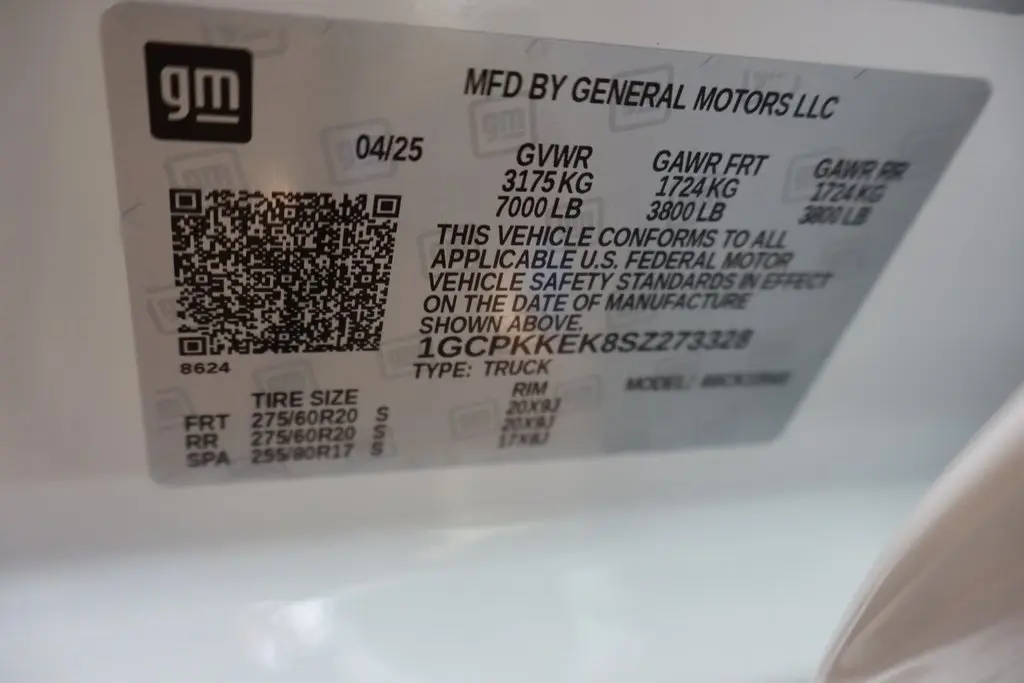 gm
MFD BY GENERAL MOTORS LLC
04/25
GVWR GAWR FRT GAWR RR
3175 KG 1724 KG 1724 KG
7000 LB 3800 LB 3800 LB
THIS VEHICLE CONFORMS TO ALL
APPLICABLE U.S. FEDERAL MOTOR
VEHICLE SAFETY STANDARDS IN EFFECT
ON THE DATE OF MANUFACTURE
SHOWN ABOVE.
1GCPKKEK8SZ273328
8624
TYPE: TRUCK MODEL:
TIRE SIZE RIM
FRT 275/60R20 S 20X9J
RR 275/60R20 S 20X9J
SPA 255/80R17 S 17X8J